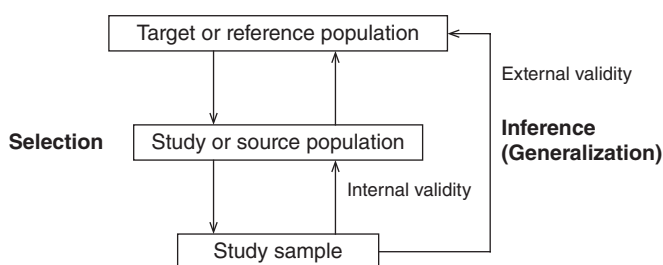 Target or reference population
External validity
Selection
Study or source population
Inference
(Generalization)
Internal validity
Study sample